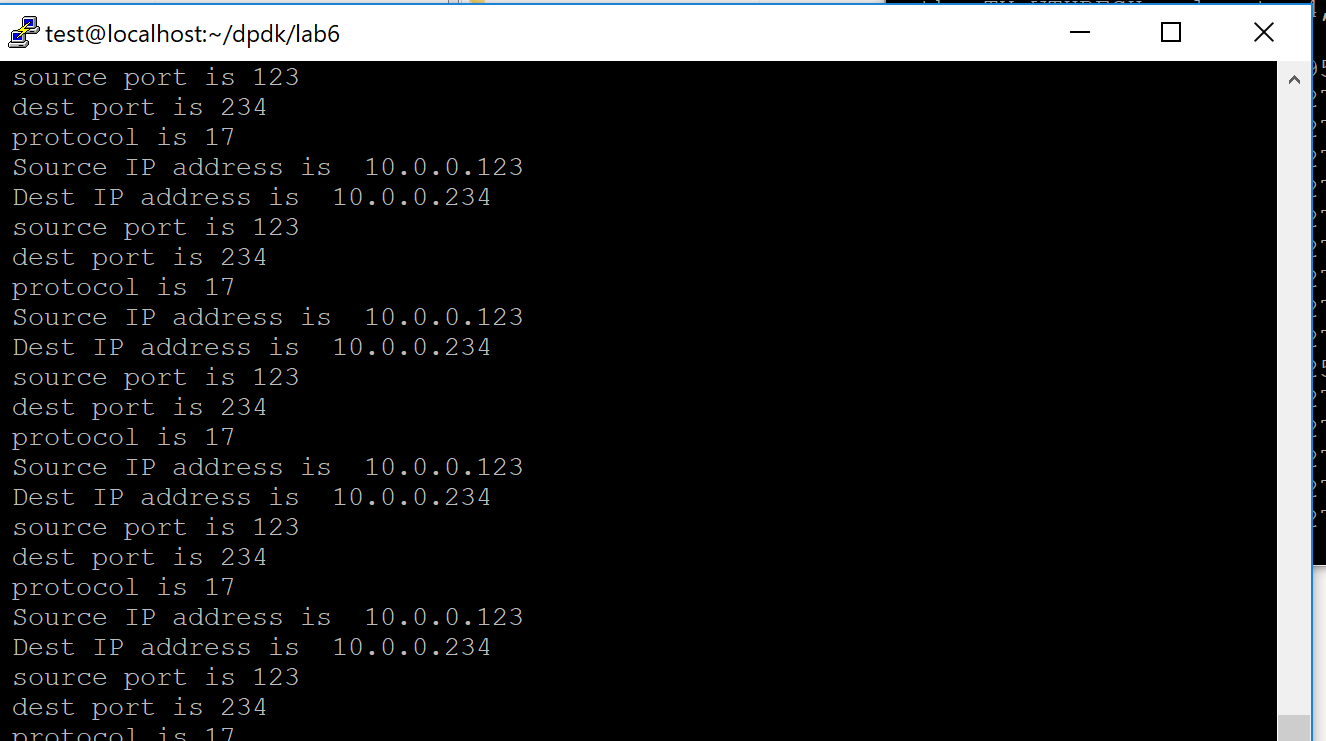 test@localhost:~/dpdk/lab6
source port is 123
dest port is 234
protocol is 17
Source IP address is  10.0.0.123
Dest IP address is  10.0.0.234
source port is 123
dest port is 234
protocol is 17
Source IP address is  10.0.0.123
Dest IP address is  10.0.0.234
source port is 123
dest port is 234
protocol is 17
Source IP address is  10.0.0.123
Dest IP address is  10.0.0.234
source port is 123
dest port is 234
protocol is 17
Source IP address is  10.0.0.123
Dest IP address is  10.0.0.234
source port is 123
dest port is 234
protocol is 17